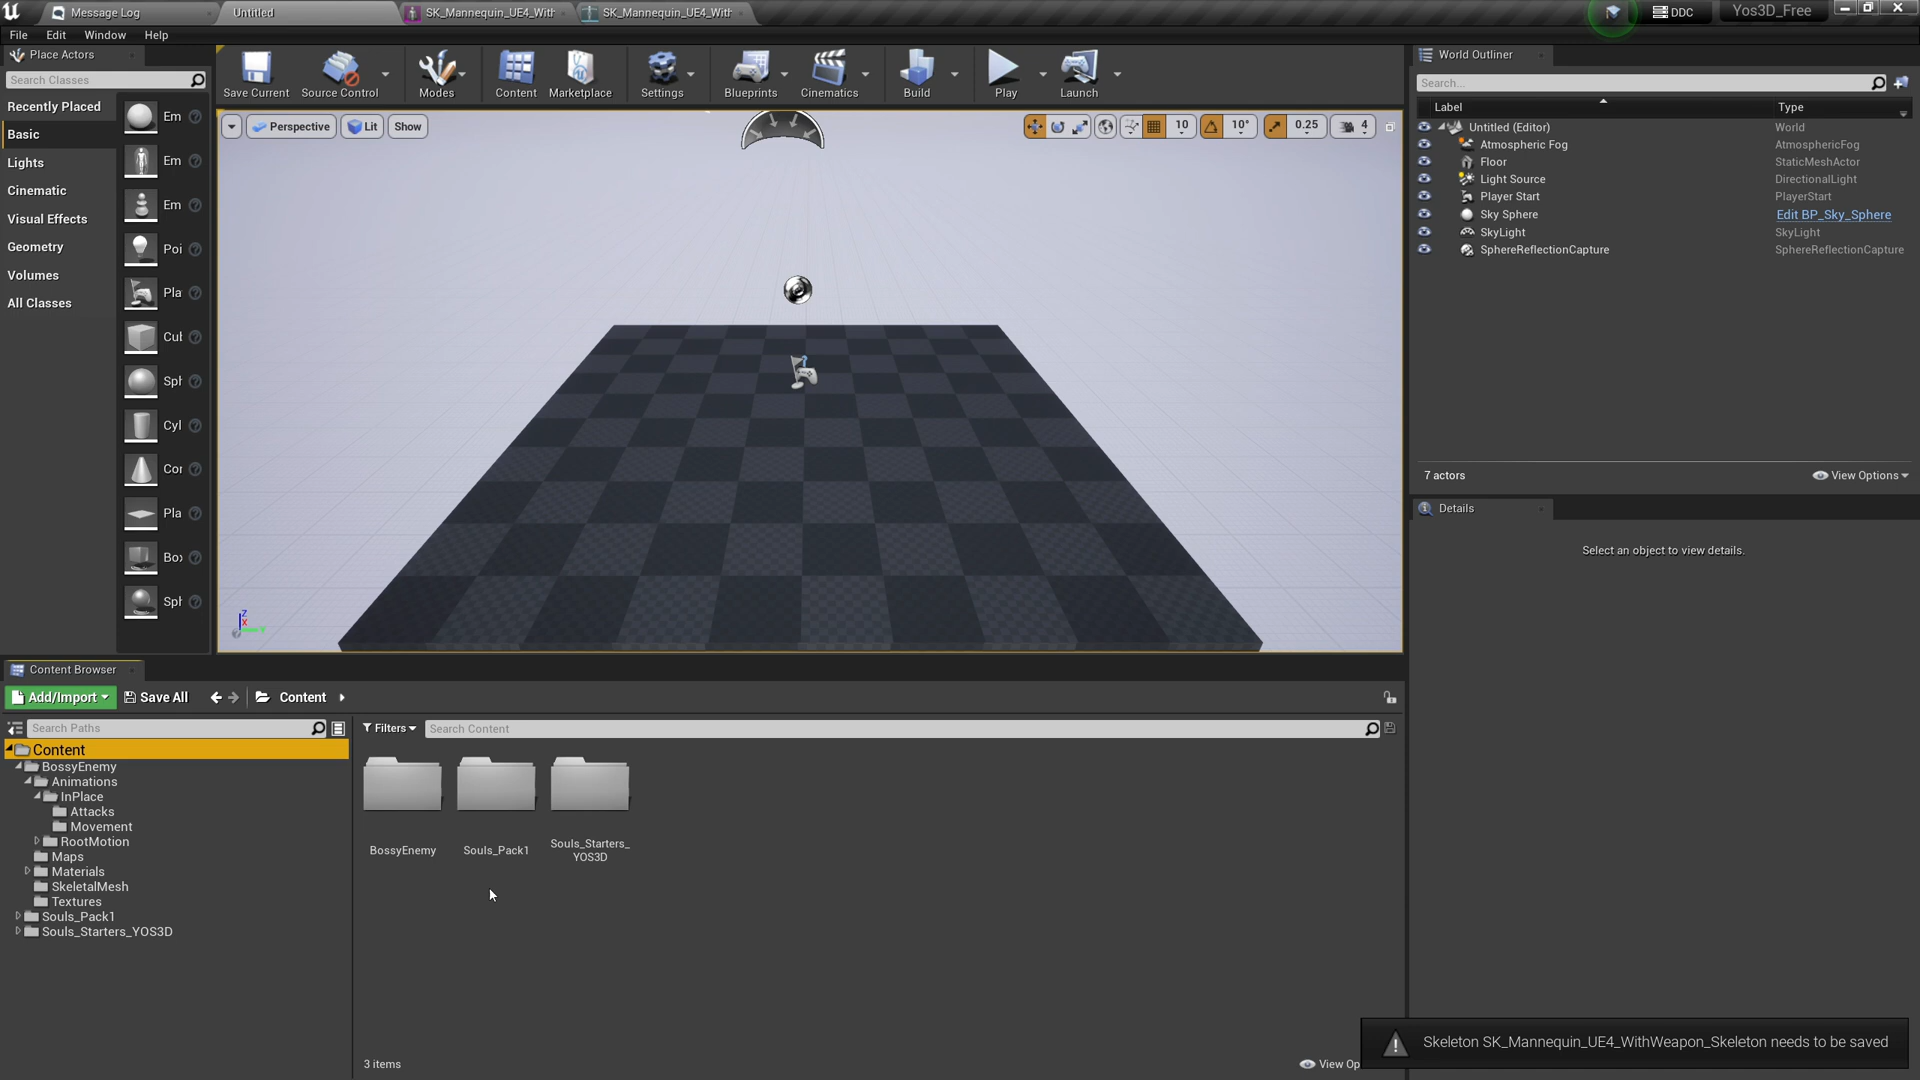 Message Log
Untitled
SK_Mannequin_UE4_With
SK_Mannequin_UE4_With
DDC
Yos3D_Free
File Edit Window Help
Place Actors
Search Classes
Recently Placed
Basic
Lights
Cinematic
Visual Effects
Geometry
Volumes
All Classes
Em
Em
Em
Poi
Pla
Cul
Sph
Cyl
Cor
Pla
Box
Sph
Save Current
Source Control
Modes
Content
Marketplace
Settings
Blueprints
Cinematics
Build
Play
Launch
Perspective
Lit
Show
10
10°
0.25
4
Z
X
World Outliner
Search...
Label Type
Untitled (Editor) World
Atmospheric Fog AtmosphericFog
Floor StaticMeshActor
Light Source DirectionalLight
Player Start PlayerStart
Sky Sphere Edit BP_Sky_Sphere
SkyLight SkyLight
SphereReflectionCapture SphereReflectionCapture
7 actors
View Options
Details
Select an object to view details.
Content Browser
Add/Import
Save All
Content
Search Paths
Filters
Search Content
Content
BossyEnemy
Animations
InPlace
Attacks
Movement
RootMotion
Maps
Materials
SkeletalMesh
Textures
Souls_Pack1
Souls_Starters_YOS3D
BossyEnemy
Souls_Pack1
Souls_Starters_
YOS3D
3 items
View Op
Skeleton SK_Mannequin_UE4_WithWeapon_Skeleton needs to be saved